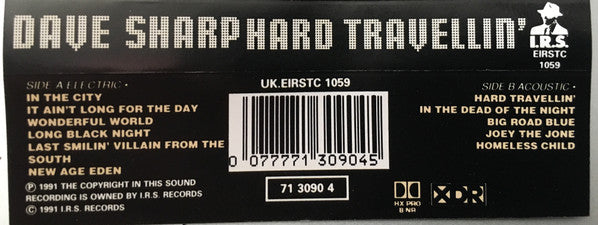 DAVE SHARP HARD TRAVELLIN'
I.R.S.
EIRSTC
1059
SIDE A ELECTRIC •
IN THE CITY
IT AIN'T LONG FOR THE DAY
WONDERFUL WORLD
LONG BLACK NIGHT
LAST SMILIN' VILLAIN FROM THE
SOUTH
NEW AGE EDEN
℗ 1991 THE COPYRIGHT IN THIS SOUND
RECORDING IS OWNED BY I.R.S. RECORDS
© 1991 I.R.S. RECORDS
UK.EIRSTC 1059
0 077771 309045
71 3090 4
SIDE B ACOUSTIC •
HARD TRAVELLIN'
IN THE DEAD OF THE NIGHT
BIG ROAD BLUE
JOEY THE JONE
HOMELESS CHILD
HX PRO
B NR
XDR